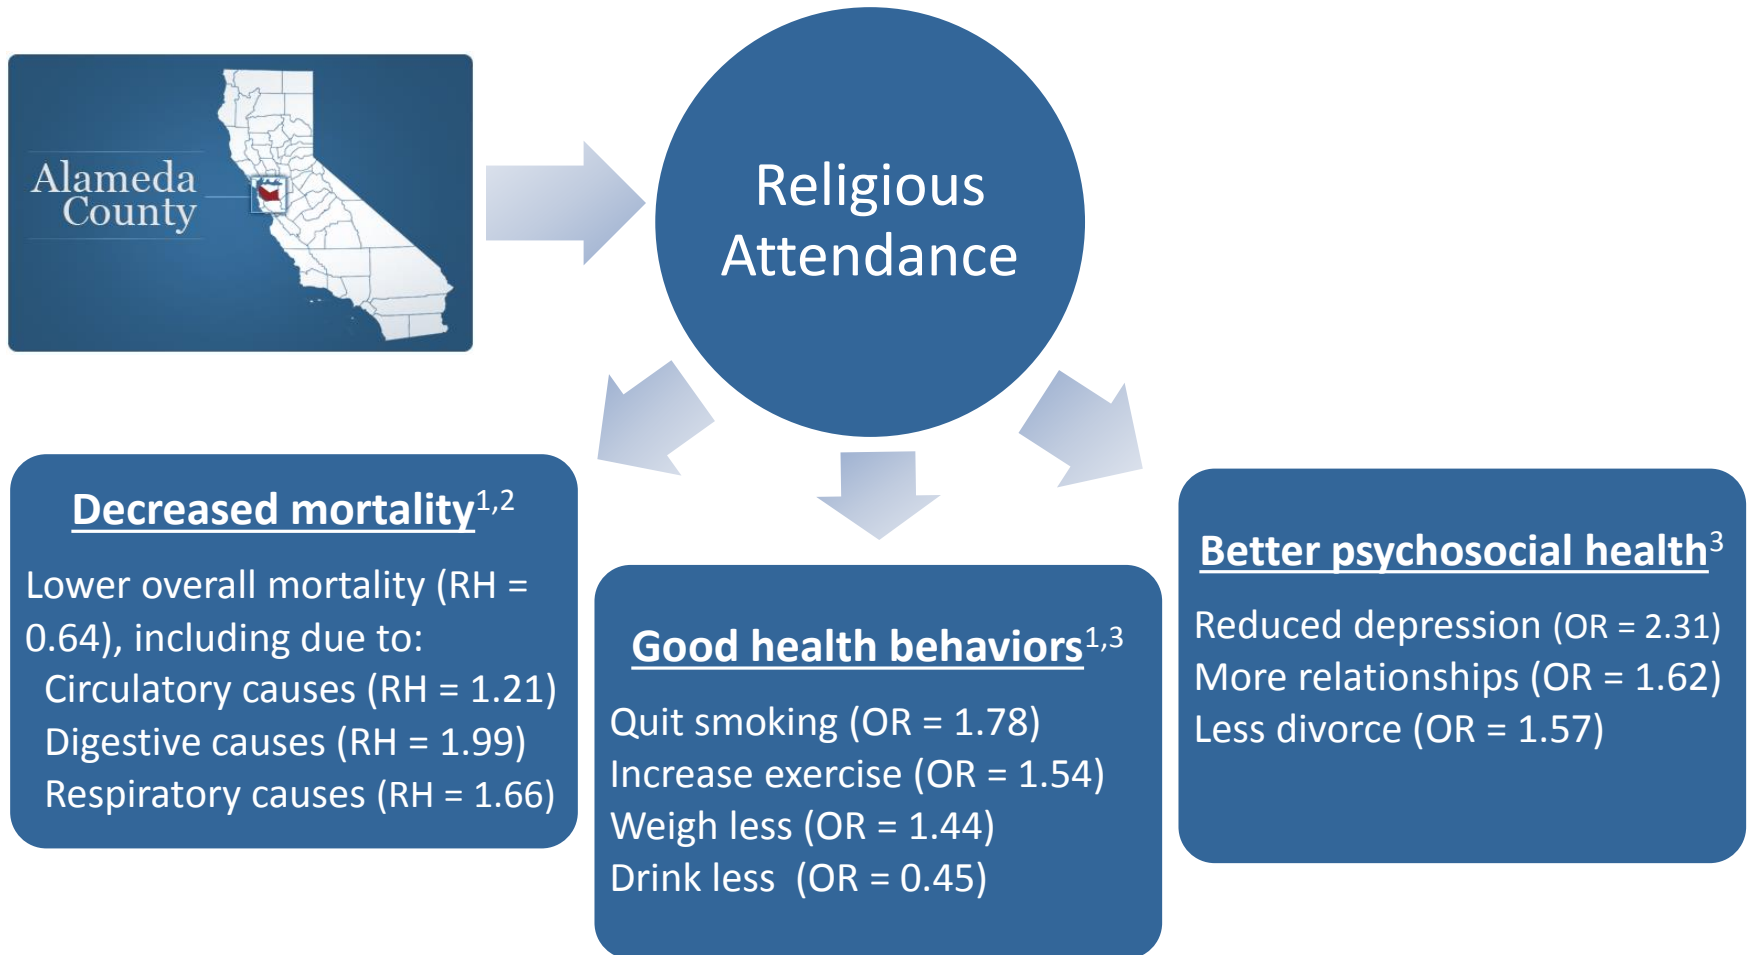 Alameda
County
Religious
Attendance
Decreased mortality1,2
Lower overall mortality (RH =
0.64), including due to:
Circulatory causes (RH = 1.21)
Digestive causes (RH = 1.99)
Respiratory causes (RH = 1.66)
Good health behaviors1,3
Quit smoking (OR = 1.78)
Increase exercise (OR = 1.54)
Weigh less (OR = 1.44)
Drink less  (OR = 0.45)
Better psychosocial health3
Reduced depression (OR = 2.31)
More relationships (OR = 1.62)
Less divorce (OR = 1.57)